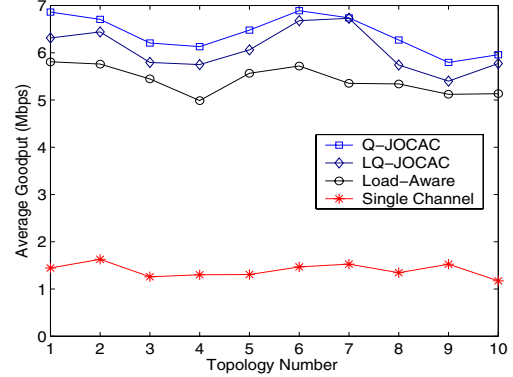 7
6
5
4
3
2
1
0
Average Goodput (Mbps)
Q-JOCAC
LQ-JOCAC
Load-Aware
Single Channel
1 2 3 4 5 6 7 8 9 10
Topology Number